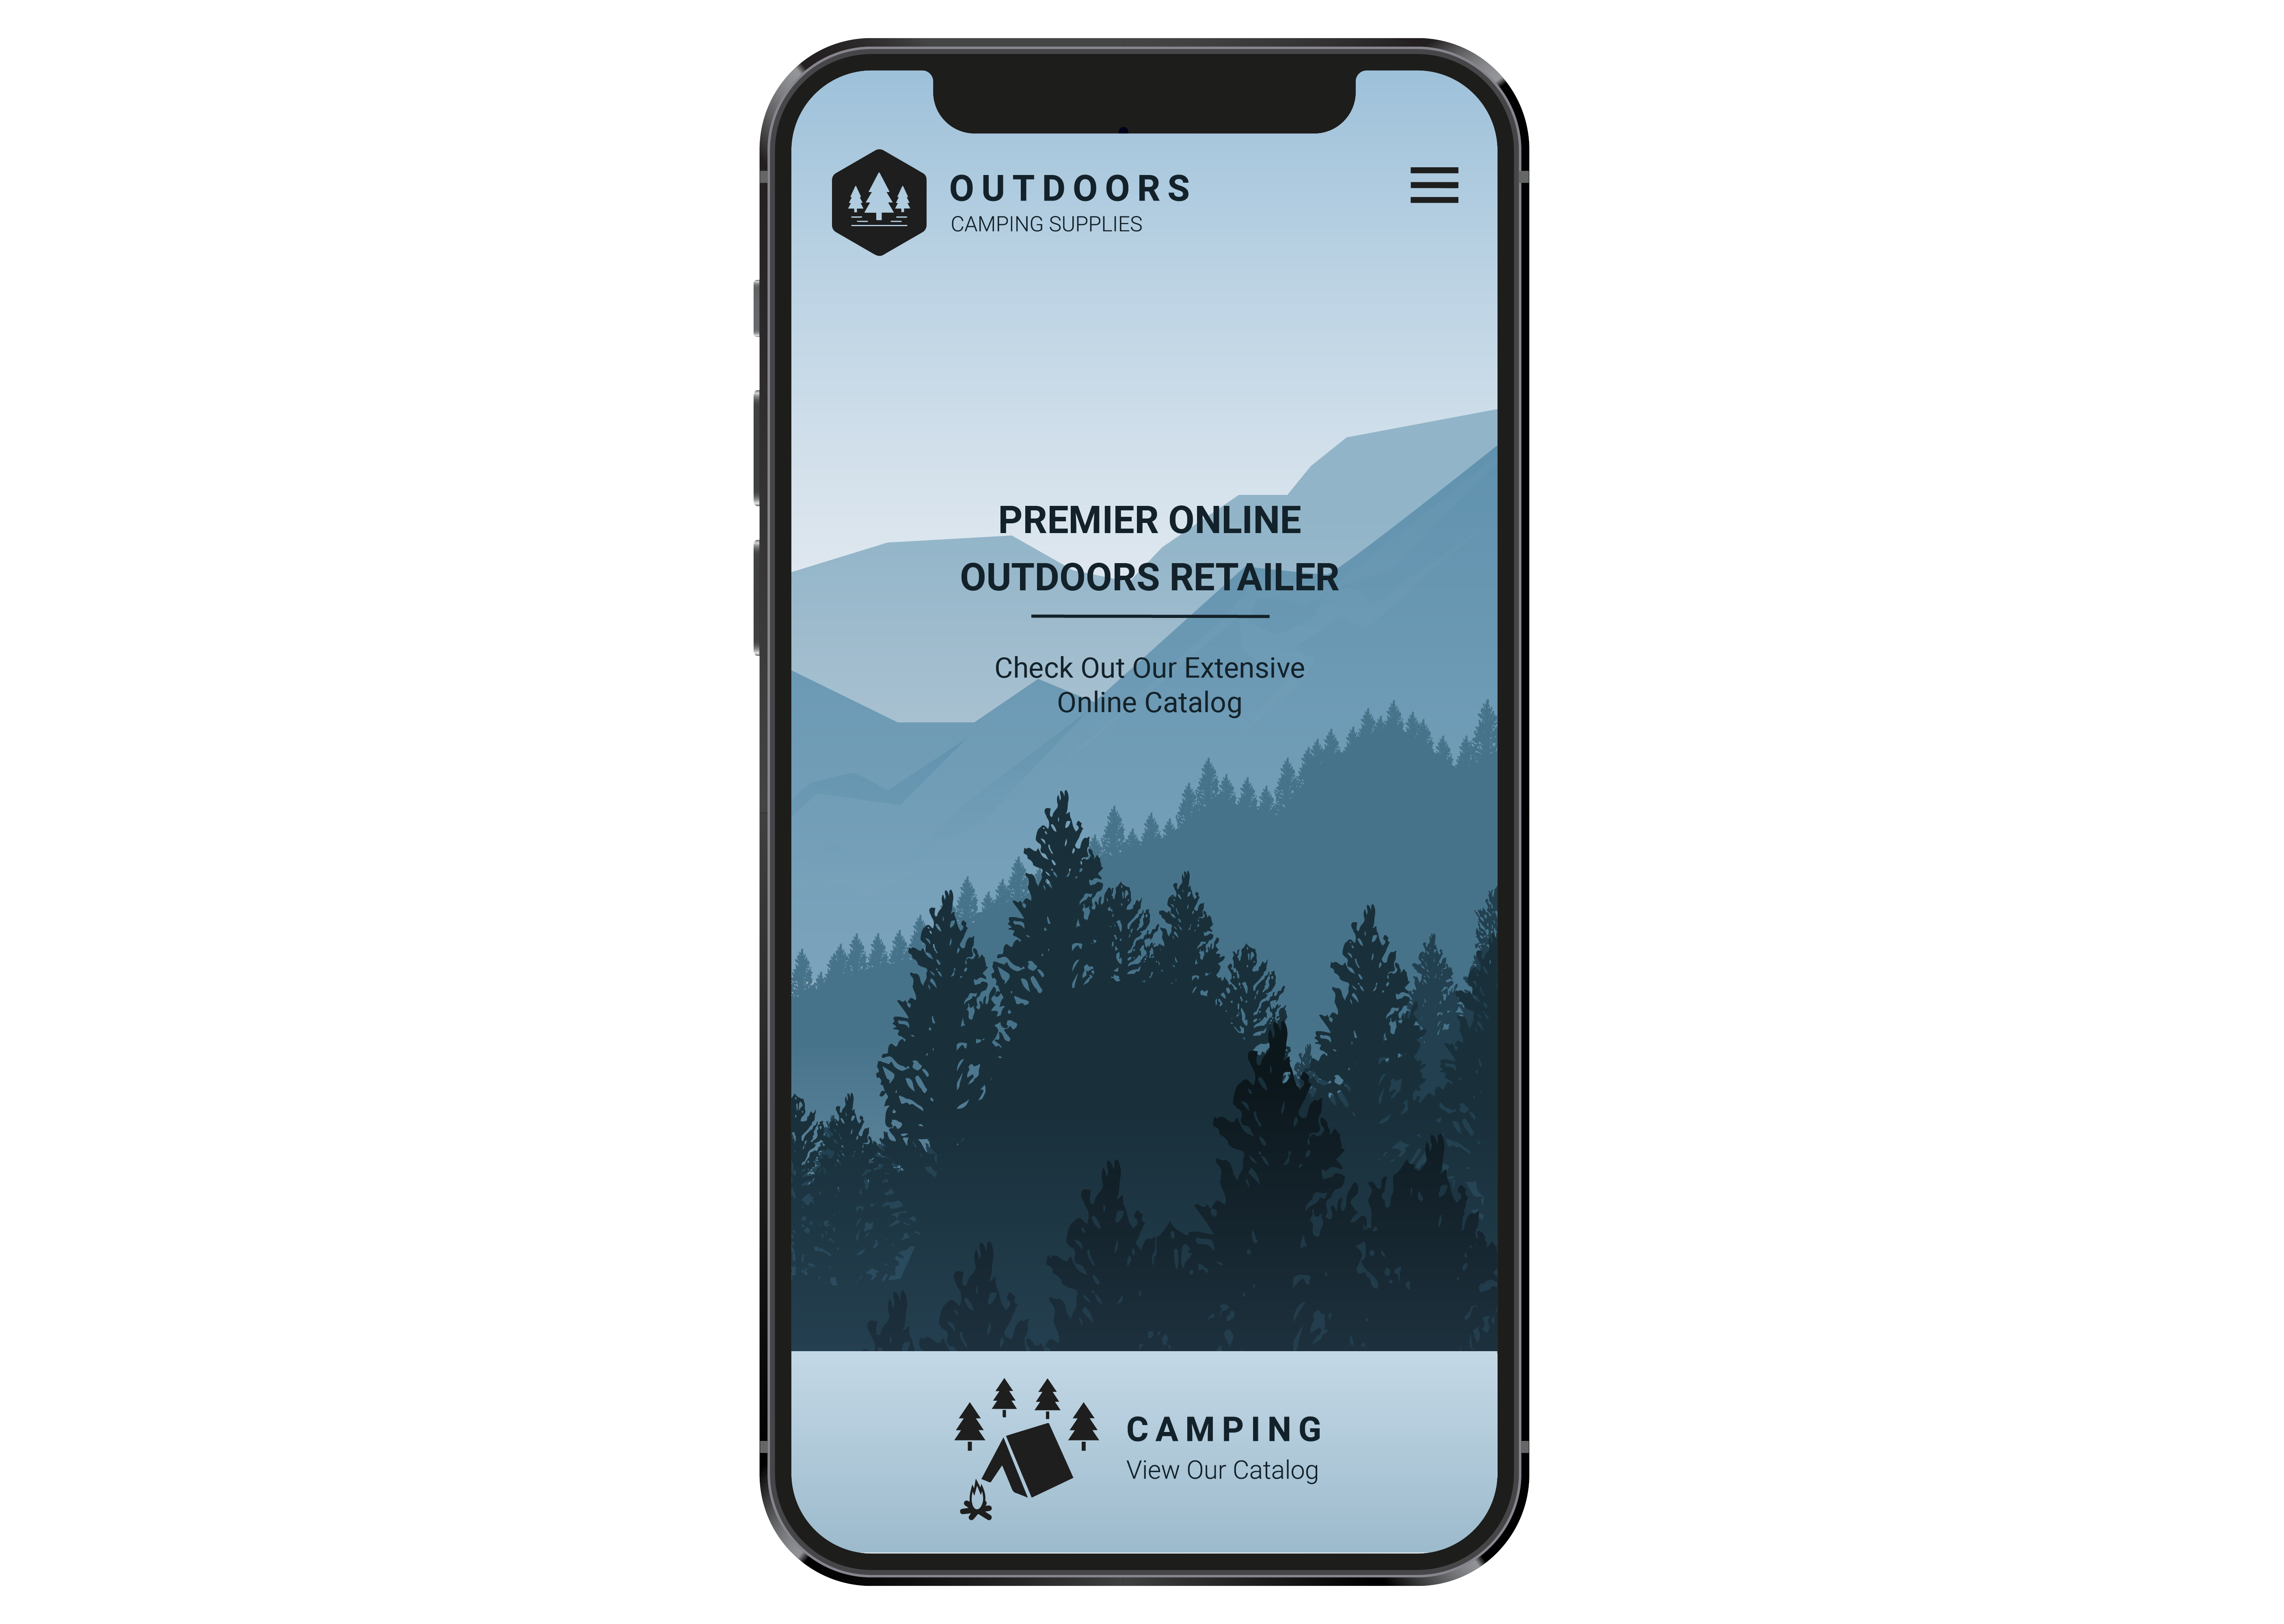 OUTDOORS
CAMPING SUPPLIES
PREMIER ONLINE
OUTDOORS RETAILER
Check Out Our Extensive
Online Catalog
CAMPING
View Our Catalog